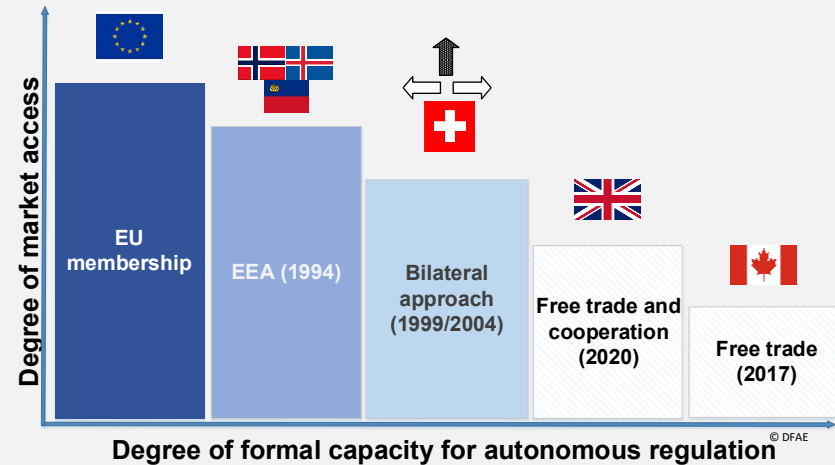 Degree of market access
EU
membership
EEA (1994)
Bilateral
approach
(1999/2004)
Free trade and
cooperation
(2020)
Free trade
(2017)
© DFAE
Degree of formal capacity for autonomous regulation